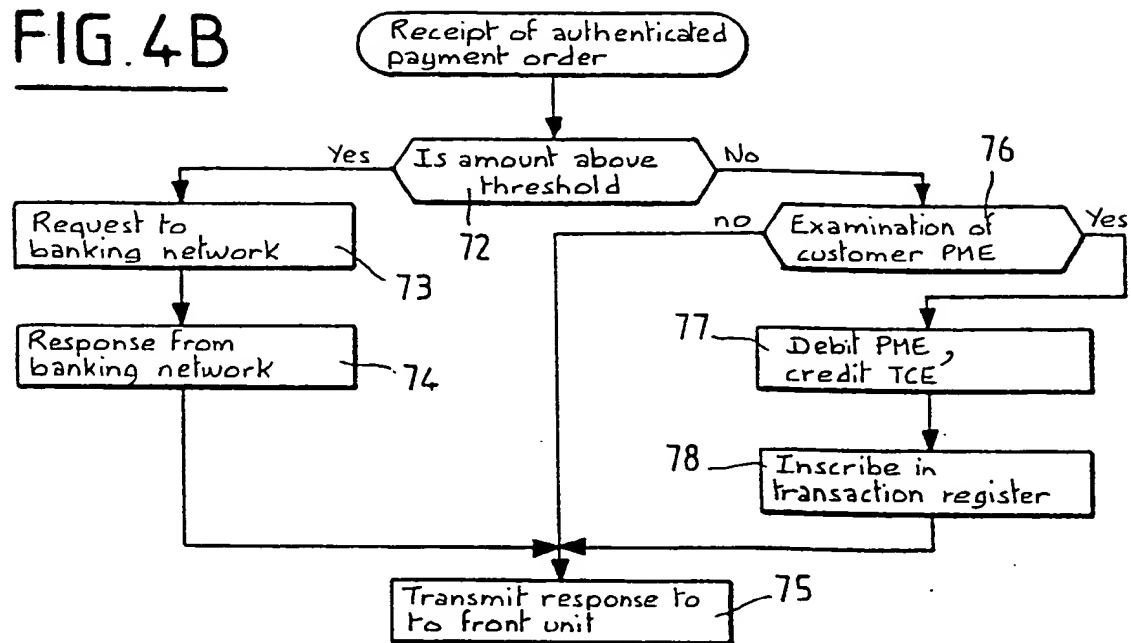 FIG. 4B
Receipt of authenticated
payment order
Yes
Is amount above
threshold
No
72
76
Request to
banking network
73
no
Examination of
customer PME
Yes
Response from
banking network
74
77
Debit PME,
credit TCE
78
Inscribe in
transaction register
Transmit response to
to front unit
75